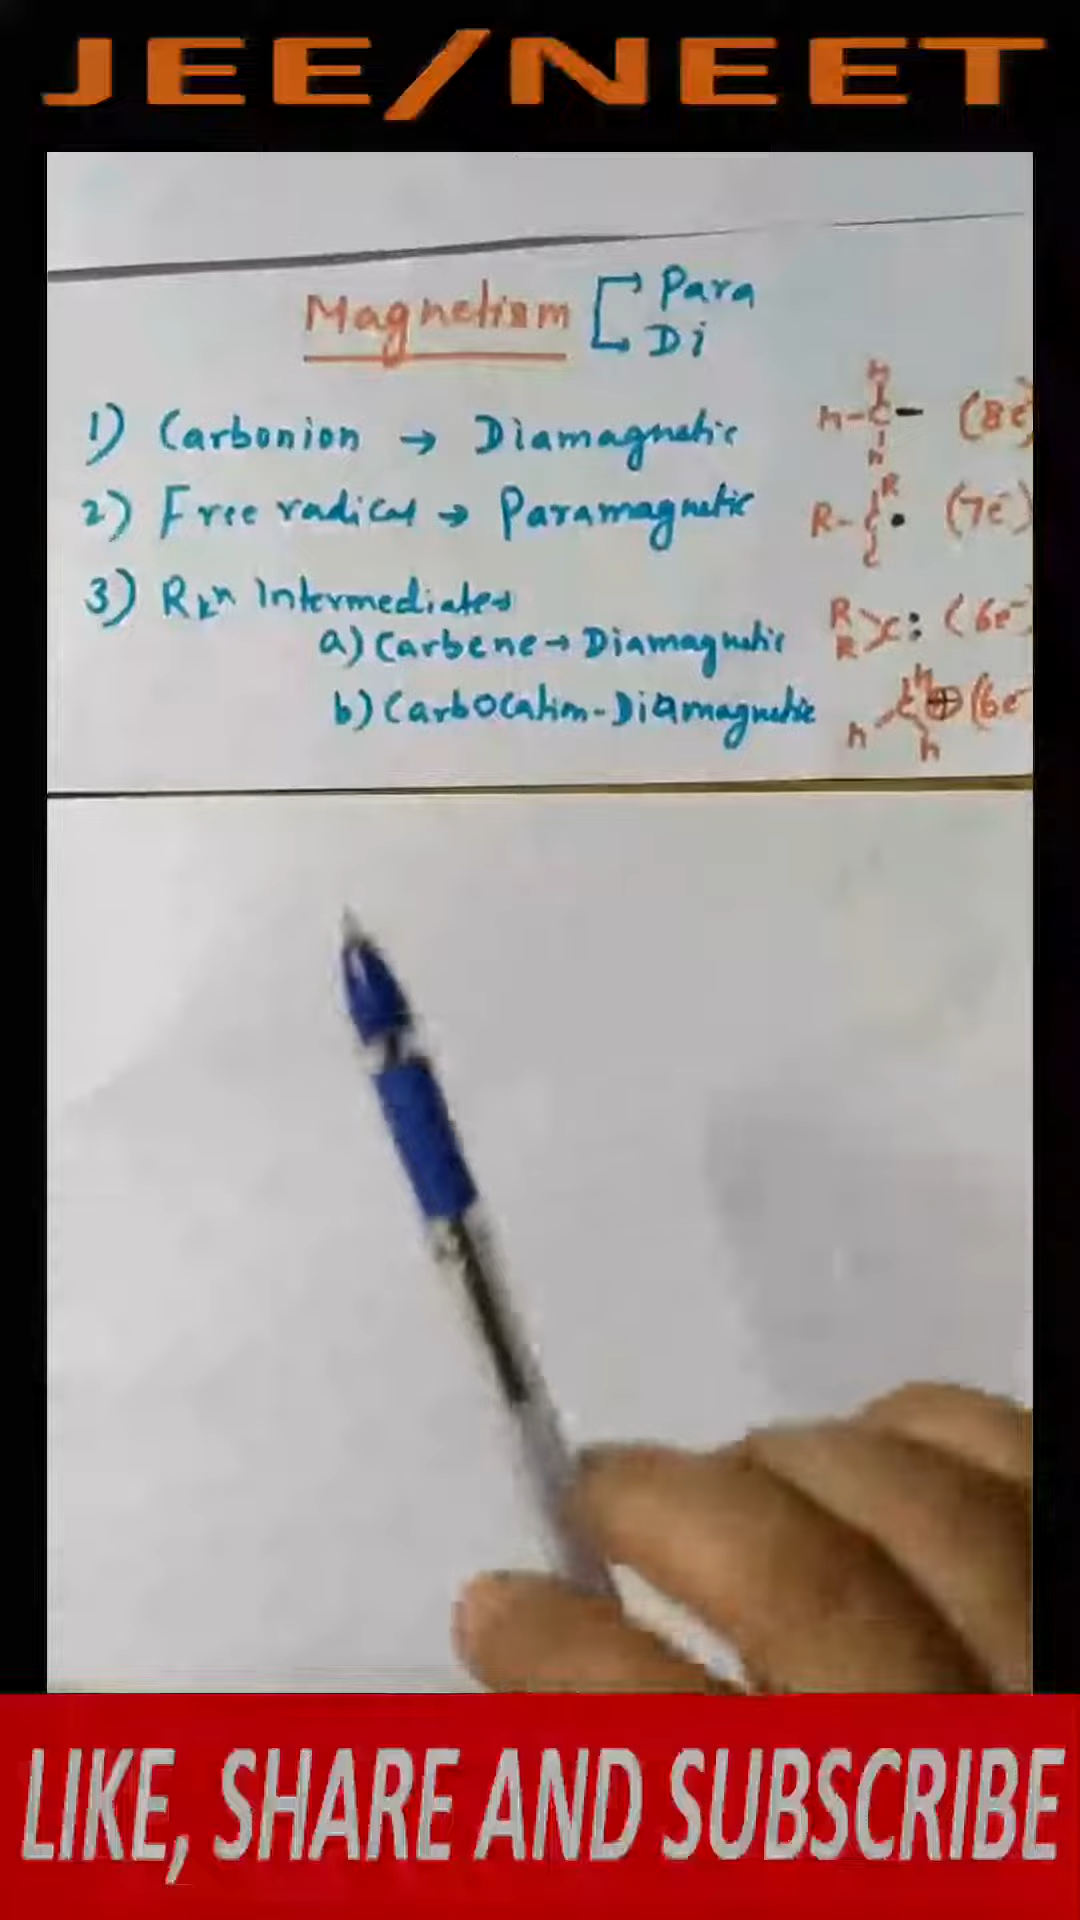 JEE/NEET
Magnetism Para
Di
1) Carbonion → Diamagnetic H-C- (8e
H
H
2) Free radical → Paramagnetic R-C• (7e-)
R
3) Rxn Intermediates
a) Carbene → Diamagnetic R R >C: (6e-
b) Carbocation - Diamagnetic H C ⊕ (6e-
H H
LIKE, SHARE AND SUBSCRIBE